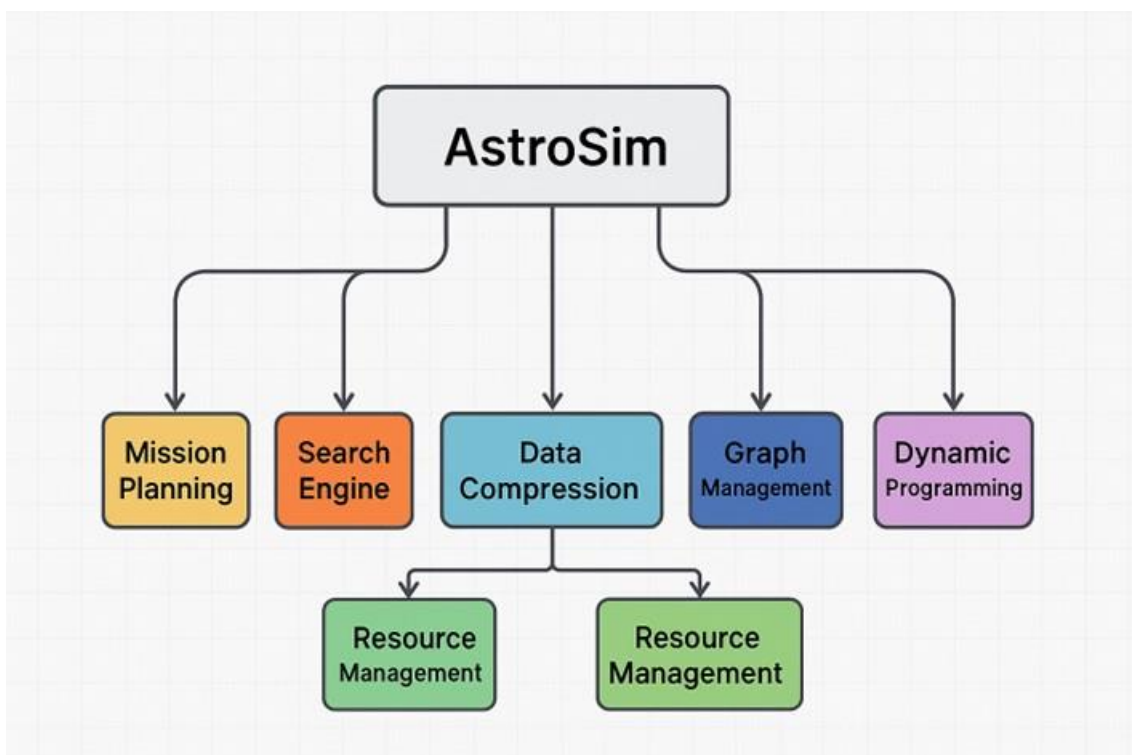 AstroSim
Mission
Planning
Search
Engine
Data
Compression
Graph
Management
Dynamic
Programming
Resource
Management
Resource
Management